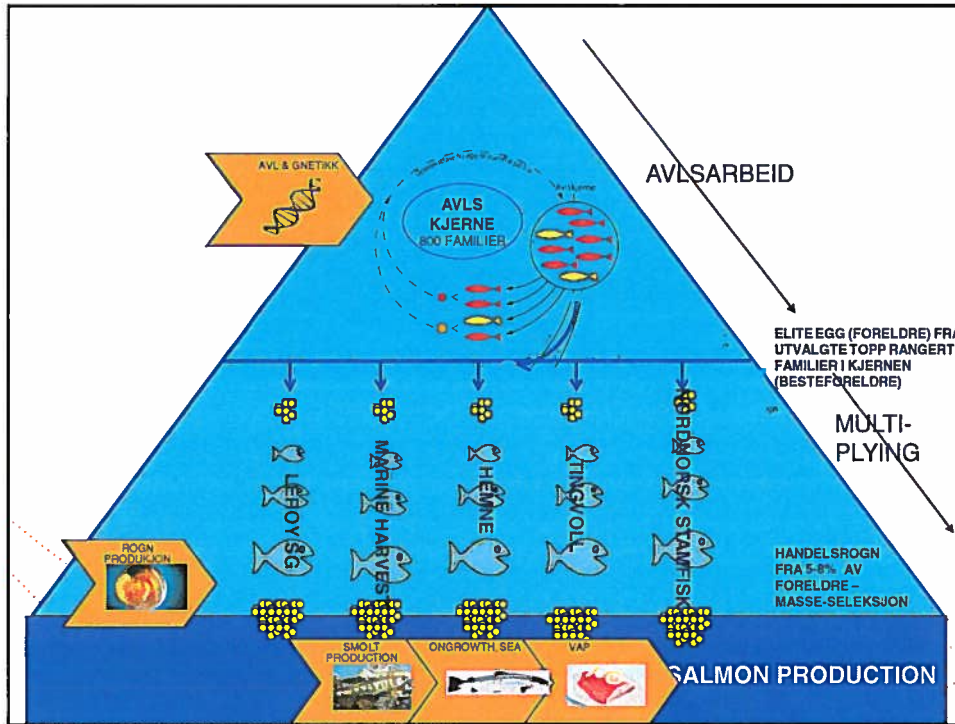 AVL & GNETIKK
AVLSARBEID
Avlskjerne
AVLS
KJERNE
800 FAMILIER
ELITE EGG (FORELDRE) FRA
UTVALGTE TOPP RANGERT
FAMILIER I KJERNEN
(BESTEFORELDRE)
MULTI-
PLYING
LERØY SG
MARINE HARVEST
HEMNE
TINGVOLL
NORDNORSK STAMFISK
ROGN
PRODUKJON
HANDELSROGN
FRA 5-8% AV
FORELDRE –
MASSE-SELEKSJON
SMOLT
PRODUCTION
ONGROWTH, SEA
VAP
SALMON PRODUCTION